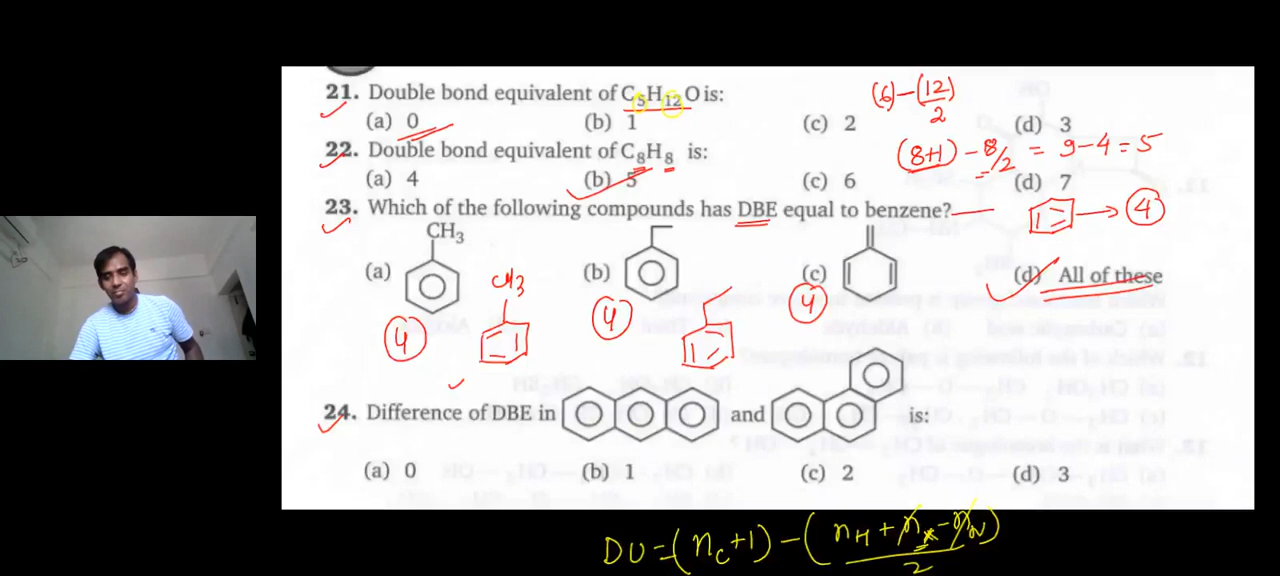 21. Double bond equivalent of C5H12O is:
(6) - (12/2)
(a) 0 (b) 1 (c) 2 (d) 3
22. Double bond equivalent of C8H8 is:
(8+1) - 8/2 = 9-4 = 5
(a) 4 (b) 5 (c) 6 (d) 7
23. Which of the following compounds has DBE equal to benzene?
4
CH3
(a) (b) (c) (d) All of these
CH3
4 4 4
24. Difference of DBE in and is:
(a) 0 (b) 1 (c) 2 (d) 3
DU = (nC+1) - (nH + nX - nN / 2)